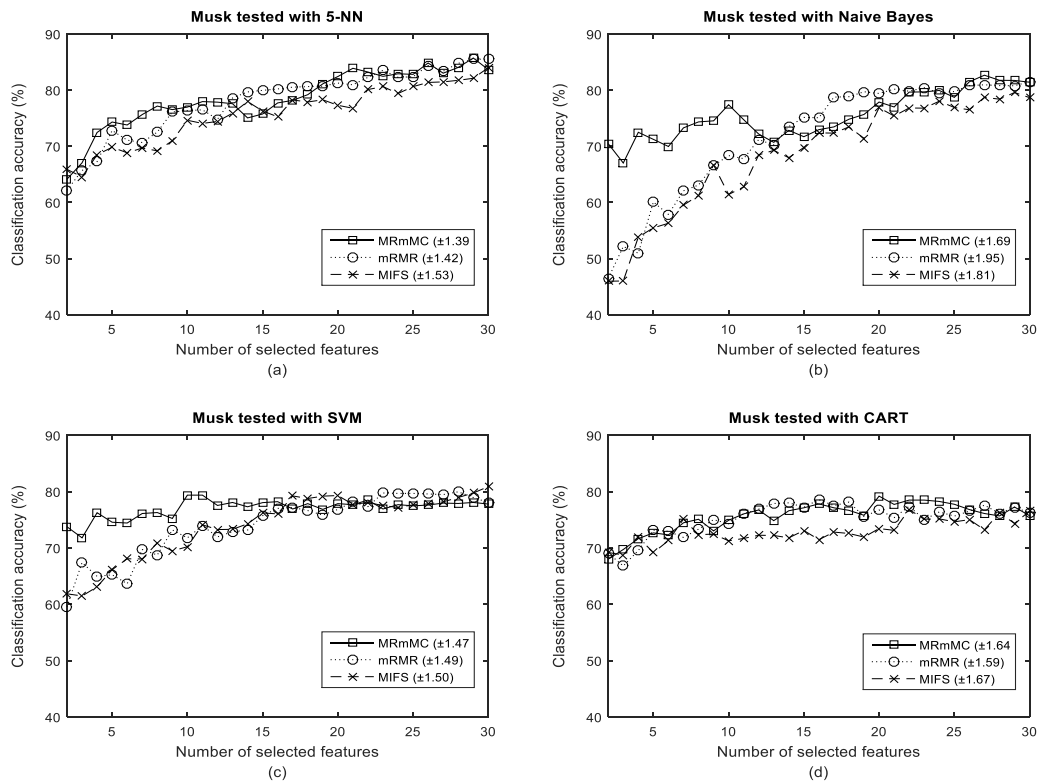 Musk tested with 5-NN
Classification accuracy (%)
90
80
70
60
50
40
MRmMC (±1.39
mRMR (±1.42)
MIFS (±1.53)
5 10 15 20 25 30
Number of selected features
(a)
Musk tested with Naive Bayes
Classification accuracy (%)
90
80
70
60
50
40
MRmMC (±1.69
mRMR (±1.95)
MIFS (±1.81)
5 10 15 20 25 30
Number of selected features
(b)
Musk tested with SVM
Classification accuracy (%)
90
80
70
60
50
40
MRmMC (±1.47
mRMR (±1.49)
MIFS (±1.50)
5 10 15 20 25 30
Number of selected features
(c)
Musk tested with CART
Classification accuracy (%)
90
80
70
60
50
40
MRmMC (±1.64
mRMR (±1.59)
MIFS (±1.67)
5 10 15 20 25 30
Number of selected features
(d)